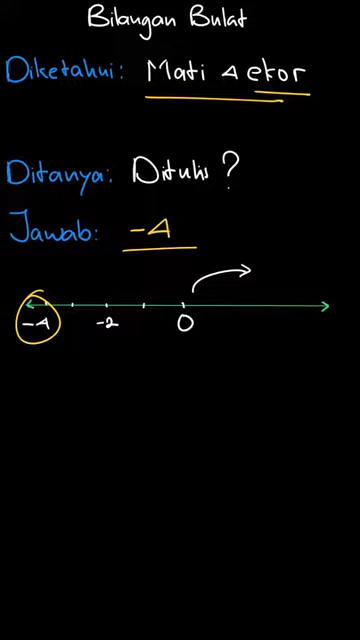 Bilangan Bulat
Diketahui: Mati 4 ekor
Ditanya: Ditulis?
Jawab: -4
-4 -2 0